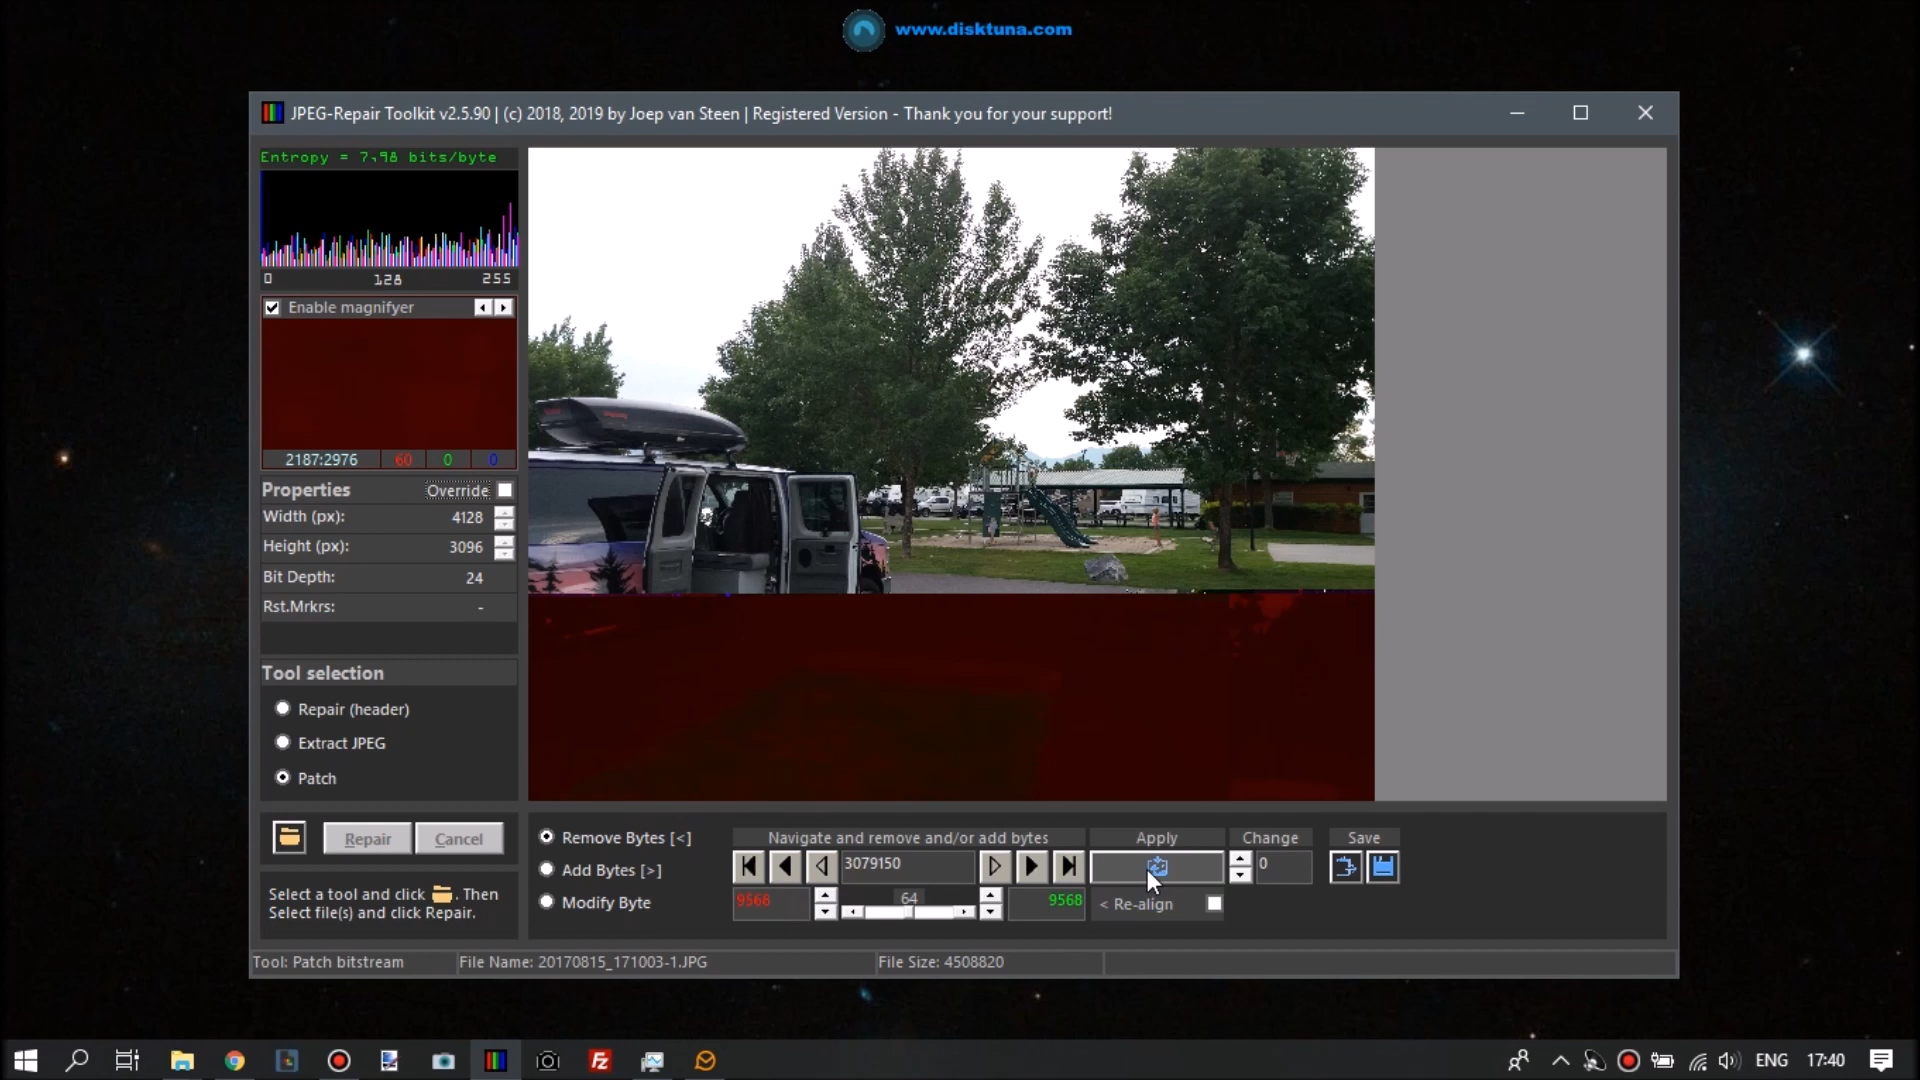 www.disktuna.com
JPEG-Repair Toolkit v2.5.90 | (c) 2018, 2019 by Joep van Steen | Registered Version - Thank you for your support!
Entropy = 7,98 bits/byte
0 128 255
Enable magnifyer
2187:2976 60 0 0
Properties Override
Width (px): 4128
Height (px): 3096
Bit Depth: 24
Rst.Mrkrs: -
Tool selection
Repair (header)
Extract JPEG
Patch
Repair Cancel
Select a tool and click . Then
Select file(s) and click Repair.
Remove Bytes [<]
Add Bytes [>]
Modify Byte
Navigate and remove and/or add bytes
3079150
9566 64 9568
Apply
< Re-align
Change
0
Save
Tool: Patch bitstream
File Name: 20170815_171003-1.JPG
File Size: 4508820
ENG 17:40